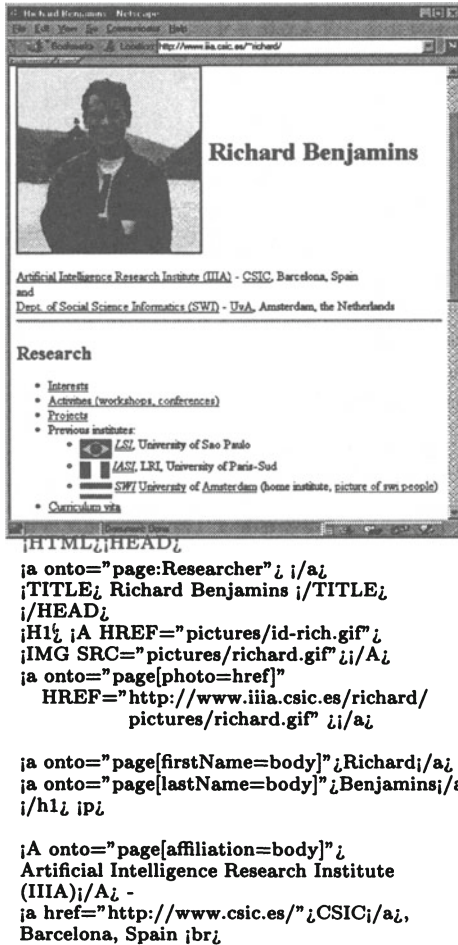 Richard Benjamins - Netscape
File Edit View Go Communicator Help
Bookmarks Location: http://www.iiia.csic.es/~richard/
Richard Benjamins
Artificial Intelligence Research Institute (IIIA) - CSIC, Barcelona, Spain
and
Dept. of Social Science Informatics (SWI) - UvA, Amsterdam, the Netherlands
Research
• Interests
• Activities (workshops, conferences)
• Projects
• Previous institutes:
• LSI, University of Sao Paulo
• IASI, LRI, University of Paris-Sud
• SWI University of Amsterdam (home institute, picture of swi people)
• Curriculum vita
Document: Done
¡HTML¿¡HEAD¿
¡a onto="page:Researcher"¿ ¡/a¿
¡TITLE¿ Richard Benjamins ¡/TITLE¿
¡/HEAD¿
¡H1¿ ¡A HREF="pictures/id-rich.gif"¿
¡IMG SRC="pictures/richard.gif"¿¡/A¿
¡a onto="page[photo=href]"
HREF="http://www.iiia.csic.es/richard/
pictures/richard.gif" ¿¡/a¿
¡a onto="page[firstName=body]"¿Richard¡/a¿
¡a onto="page[lastName=body]"¿Benjamins¡/a
¡/h1¿ ¡p¿
¡A onto="page[affiliation=body]"¿
Artificial Intelligence Research Institute
(IIIA)¡/A¿ -
¡a href="http://www.csic.es/"¿CSIC¡/a¿,
Barcelona, Spain ¡br¿